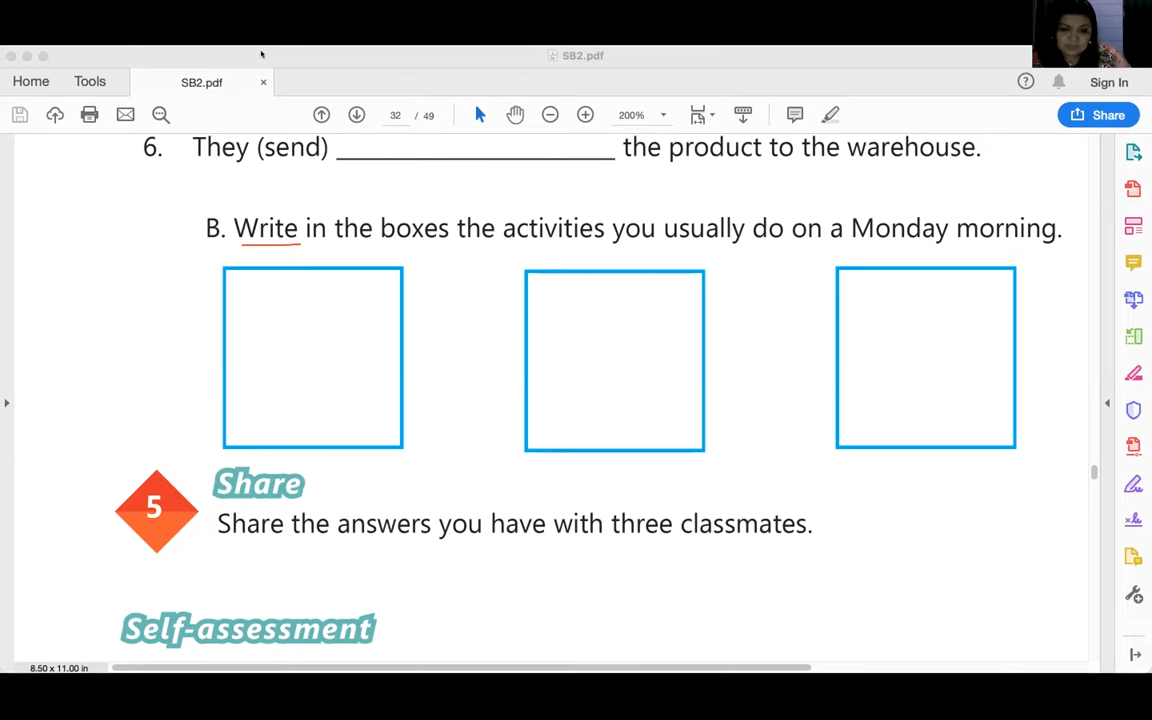 SB2.pdf
Home
Tools
SB2.pdf
Sign In
32 / 49
200%
Share
6. They (send) ____________________ the product to the warehouse.
B. Write in the boxes the activities you usually do on a Monday morning.
5
Share
Share the answers you have with three classmates.
Self-assessment
8.50 x 11.00 in